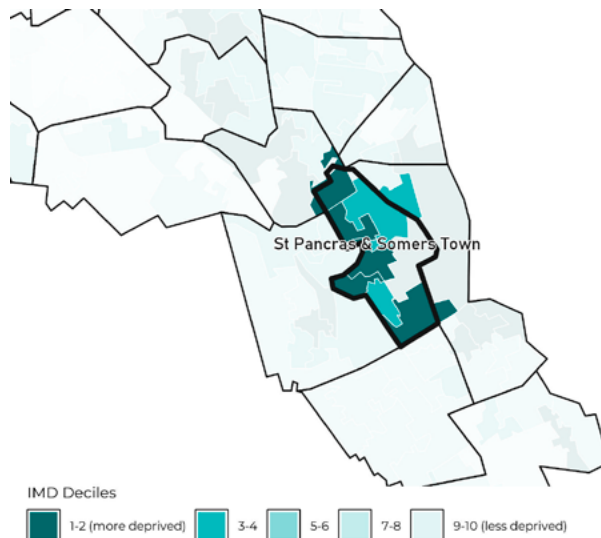 St Pancras & Somers Town
IMD Deciles
1-2 (more deprived) 3-4 5-6 7-8 9-10 (less deprived)